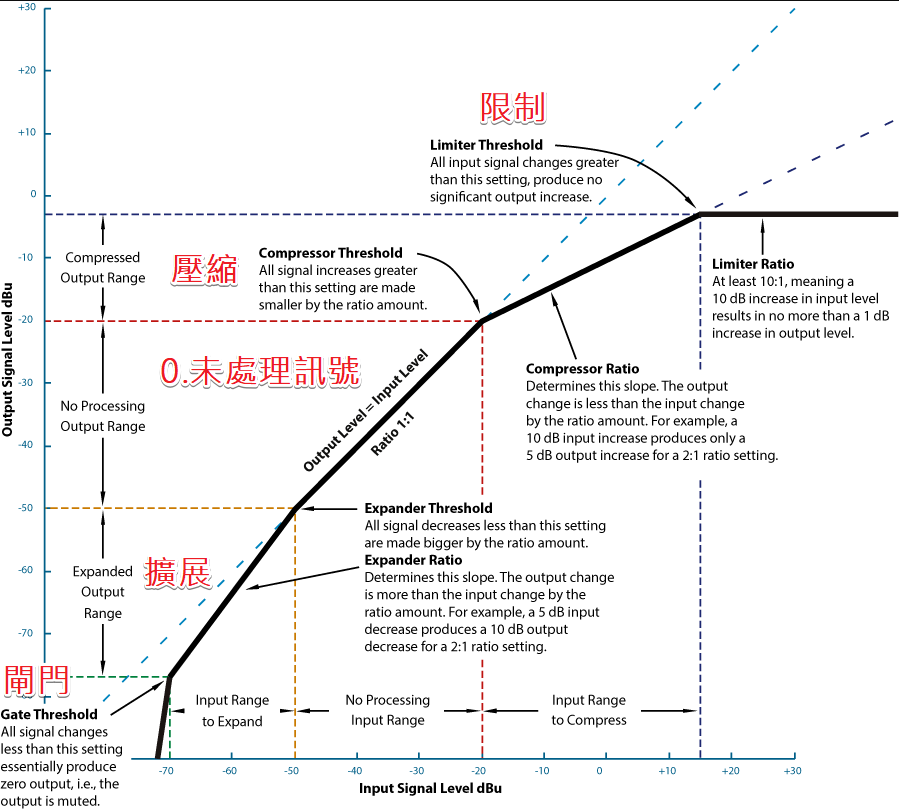 +30
+20
+10
0
-10
-20
-30
-40
-50
-60
-70
Output Signal Level dBu
限制
Limiter Threshold
All input signal changes greater
than this setting, produce no
significant output increase.
Compressed
Output Range
壓縮
Compressor Threshold
All signal increases greater
than this setting are made
smaller by the ratio amount.
Limiter Ratio
At least 10:1, meaning a
10 dB increase in input level
results in no more than a 1 dB
increase in output level.
0.未處理訊號
No Processing
Output Range
Output Level = Input Level
Ratio 1:1
Compressor Ratio
Determines this slope. The output
change is less than the input change
by the ratio amount. For example, a
10 dB input increase produces only a
5 dB output increase for a 2:1 ratio setting.
Expander Threshold
All signal decreases less than this setting
are made bigger by the ratio amount.
擴展
Expanded
Output
Range
Expander Ratio
Determines this slope. The output change
is more than the input change by the
ratio amount. For example, a 5 dB input
decrease produces a 10 dB output
decrease for a 2:1 ratio setting.
閘門
Gate Threshold
All signal changes
less than this setting
essentially produce
zero output, i.e., the
output is muted.
Input Range
to Expand
No Processing
Input Range
Input Range
to Compress
-70 -60 -50 -40 -30 -20 -10 0 +10 +20 +30
Input Signal Level dBu